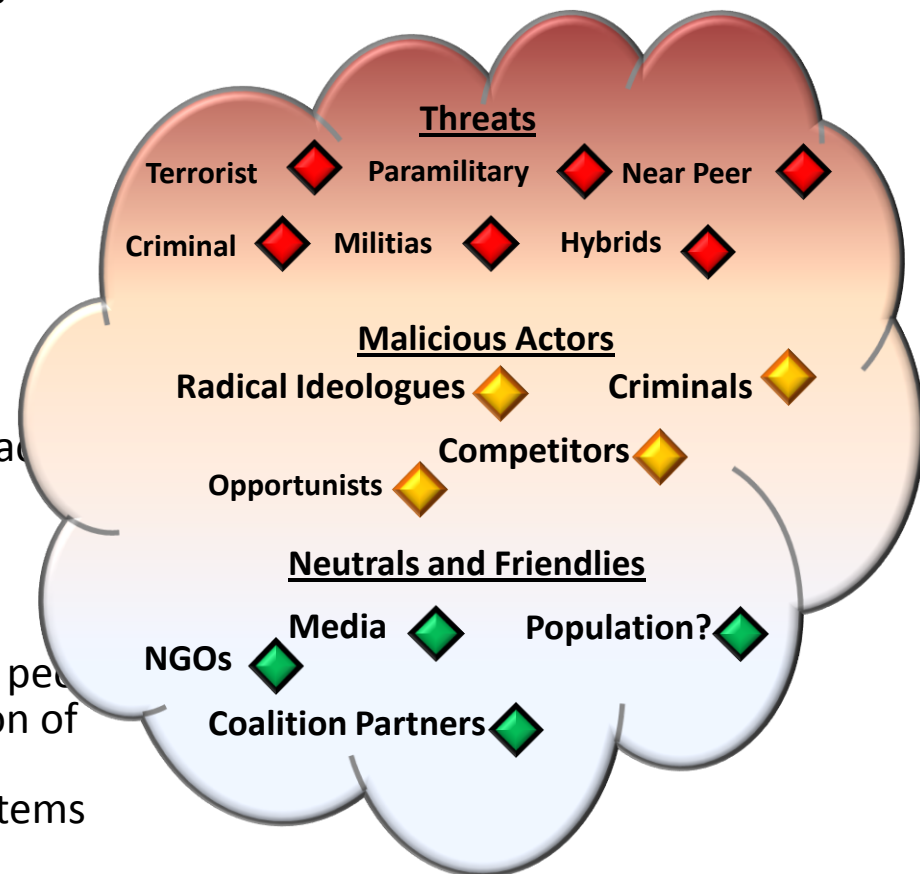 Threats
Terrorist Paramilitary Near Peer
Criminal Militias Hybrids
Malicious Actors
Radical Ideologues Criminals
Competitors
Opportunists
Neutrals and Friendlies
Media Population?
NGOs
Coalition Partners
on of
tems